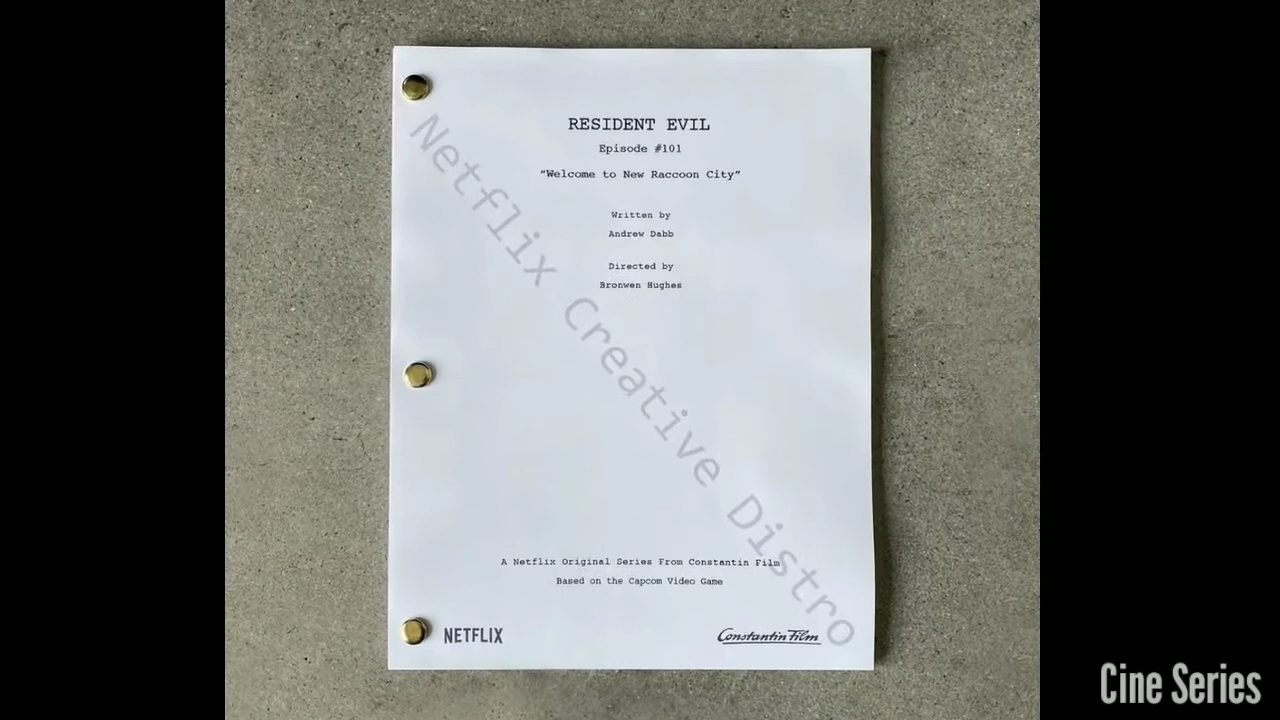 RESIDENT EVIL
Episode #101
"Welcome to New Raccoon City"
Written by
Andrew Dabb
Directed by
Bronwen Hughes
Netflix Creative Distro
A Netflix Original Series From Constantin Film
Based on the Capcom Video Game
NETFLIX
Constantin Film
Cine Series